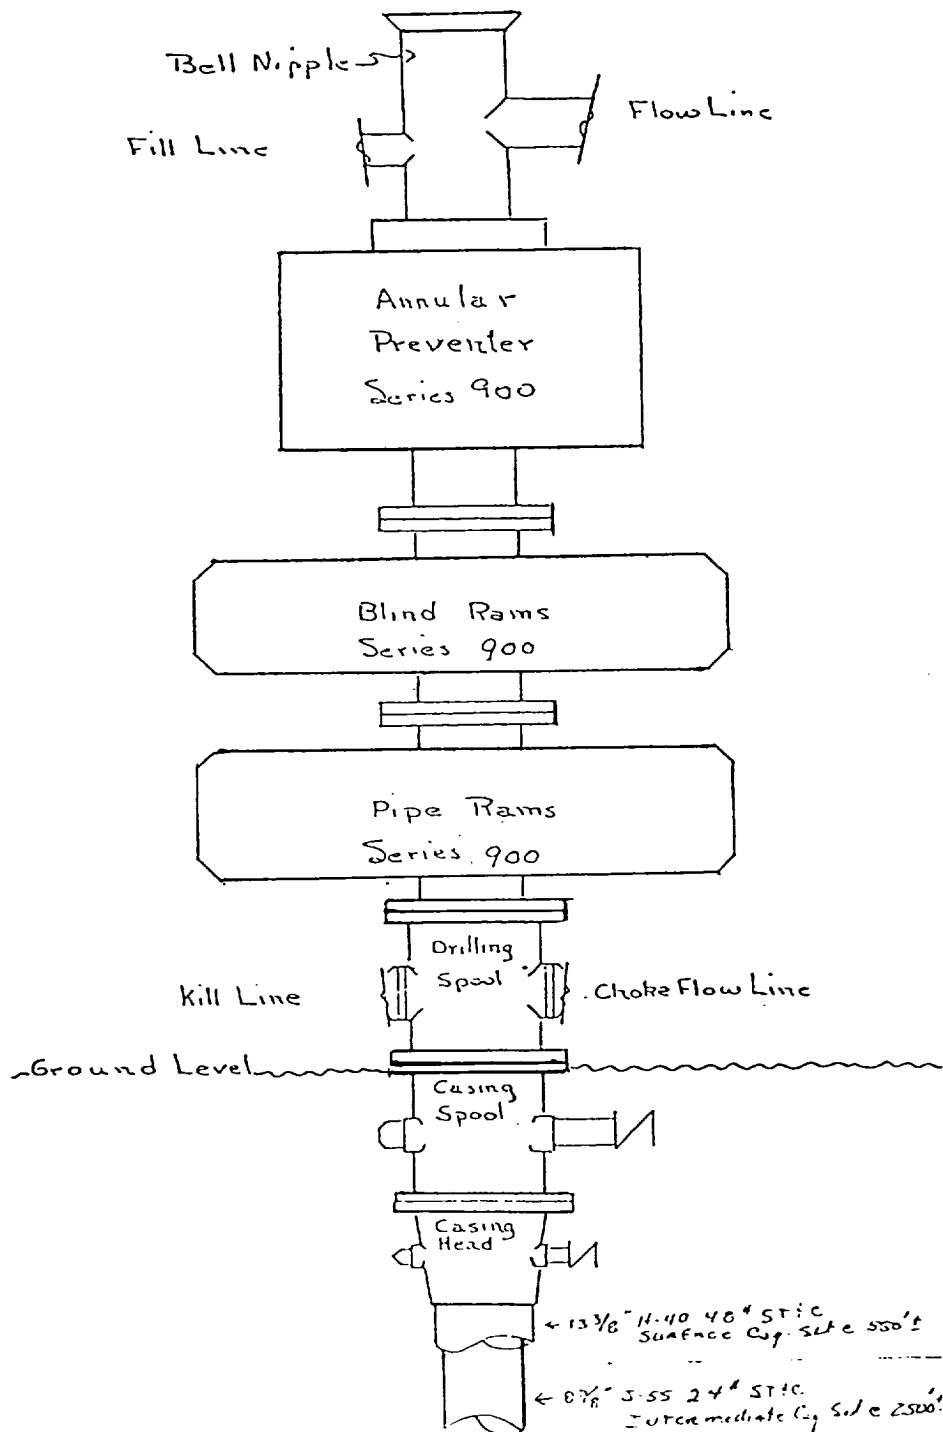 Bell Nipple
Flow Line
Fill Line
Annular
Preventer
Series 900
Blind Rams
Series 900
Pipe Rams
Series 900
Drilling
Spool
Kill Line
Choke Flow Line
Ground Level
Casing
Spool
Casing
Head
← 13 3/8" H-40 48# ST&C
Surface Csg. Set @ 550'±
← 8 5/8" J-55 24# ST&C
Intermediate Csg Set @ 2500'±